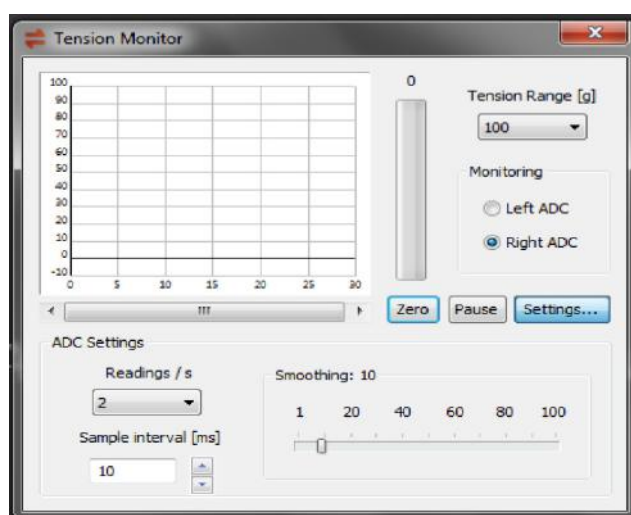 Tension Monitor
100
90
80
70
60
50
40
30
20
10
0
-10
0 5 10 15 20 25 30
0
Tension Range [g]
100
Monitoring
Left ADC
Right ADC
Zero Pause Settings...
ADC Settings
Readings / s
2
Sample interval [ms]
10
Smoothing: 10
1 20 40 60 80 100